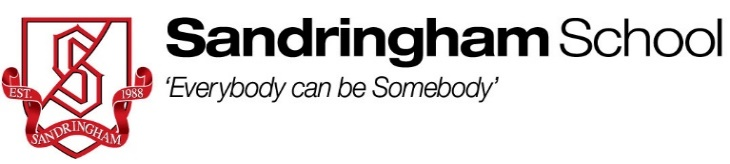 Sandringham School
‘Everybody can be Somebody’
S
EST. 1988
SANDRINGHAM